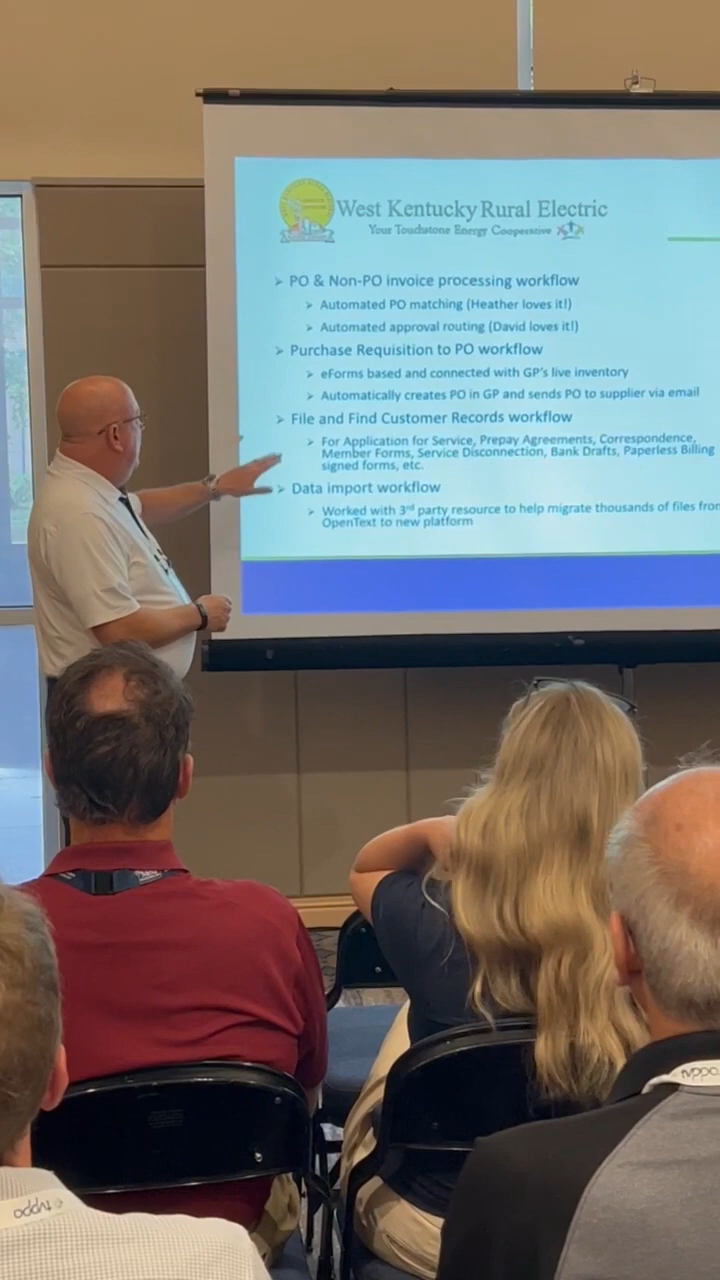 West Kentucky Rural Electric
Your Touchstone Energy Cooperative
➢ PO & Non-PO invoice processing workflow
➢ Automated PO matching (Heather loves it!)
➢ Automated approval routing (David loves it!)
➢ Purchase Requisition to PO workflow
➢ eForms based and connected with GP's live inventory
➢ Automatically creates PO in GP and sends PO to supplier via email
➢ File and Find Customer Records workflow
➢ For Application for Service, Prepay Agreements, Correspondence,
Member Forms, Service Disconnection, Bank Drafts, Paperless Billing
signed forms, etc.
➢ Data import workflow
➢ Worked with 3rd party resource to help migrate thousands of files from
OpenText to new platform
tvppa
tvppa